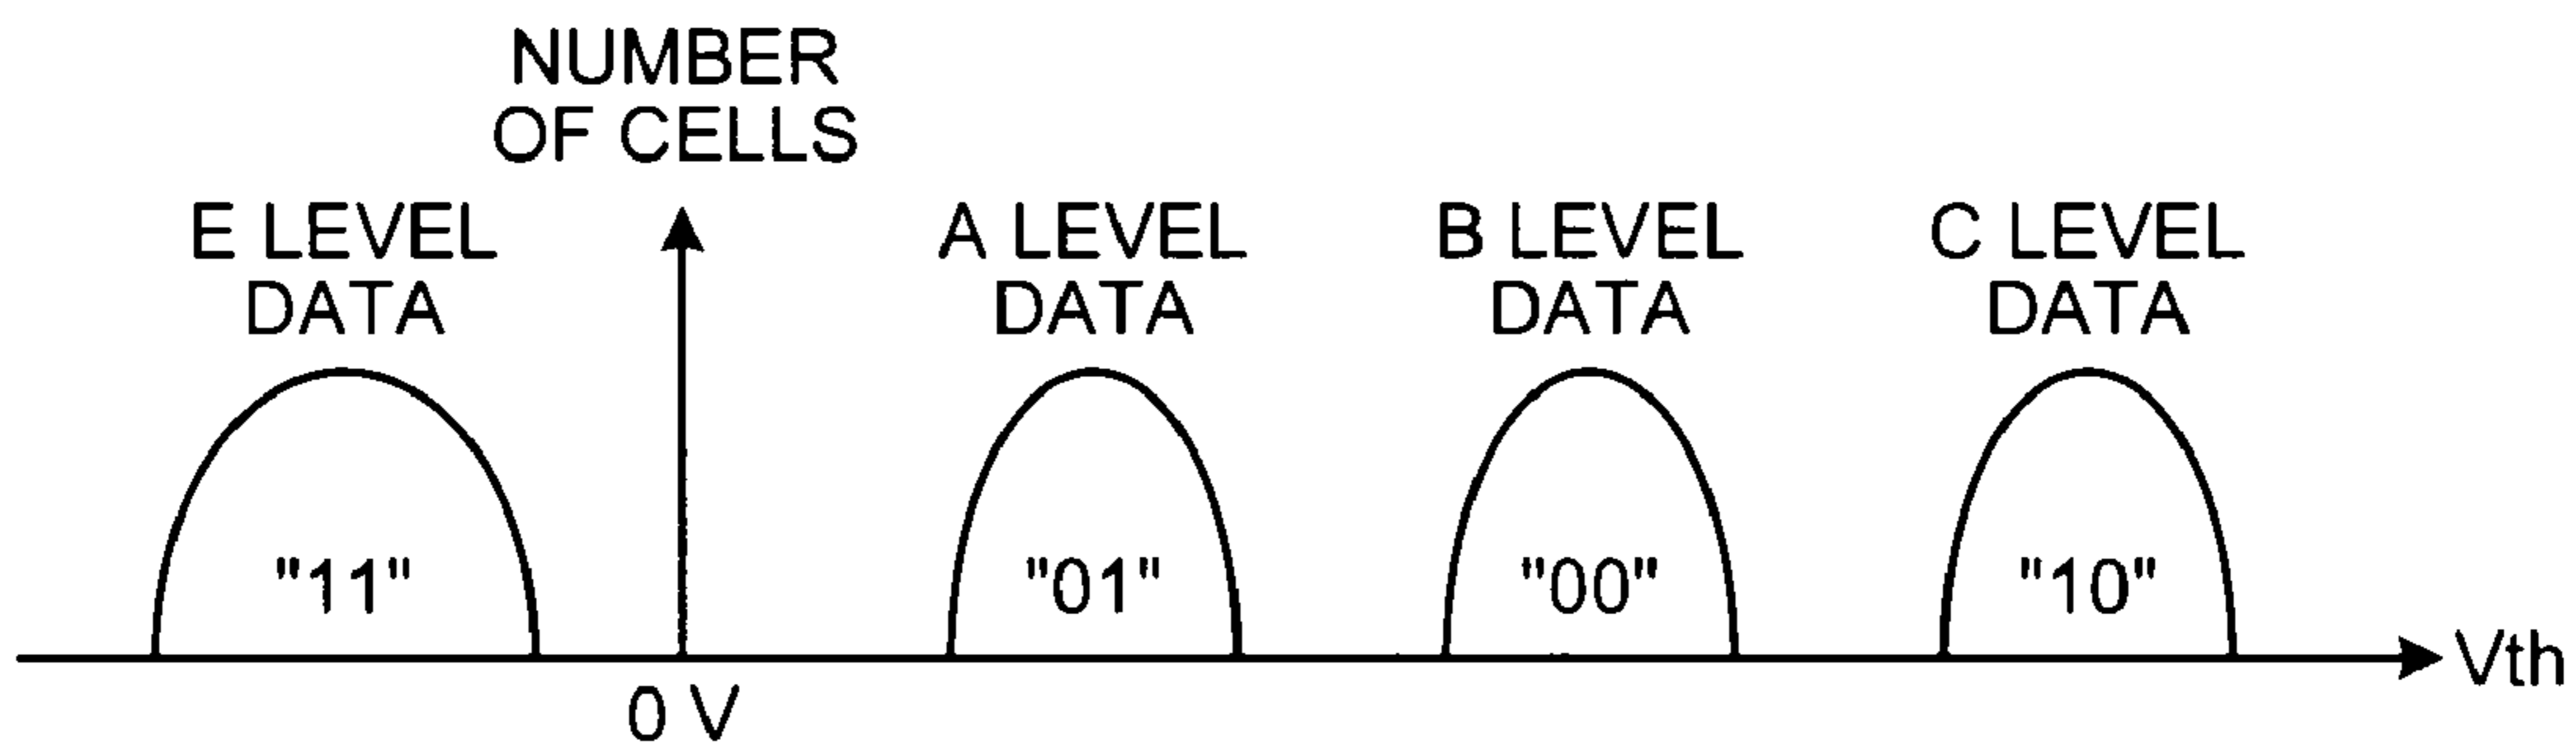 NUMBER
OF CELLS
E LEVEL
DATA
A LEVEL
DATA
B LEVEL
DATA
C LEVEL
DATA
"11"
"01"
"00"
"10"
Vth
0 V